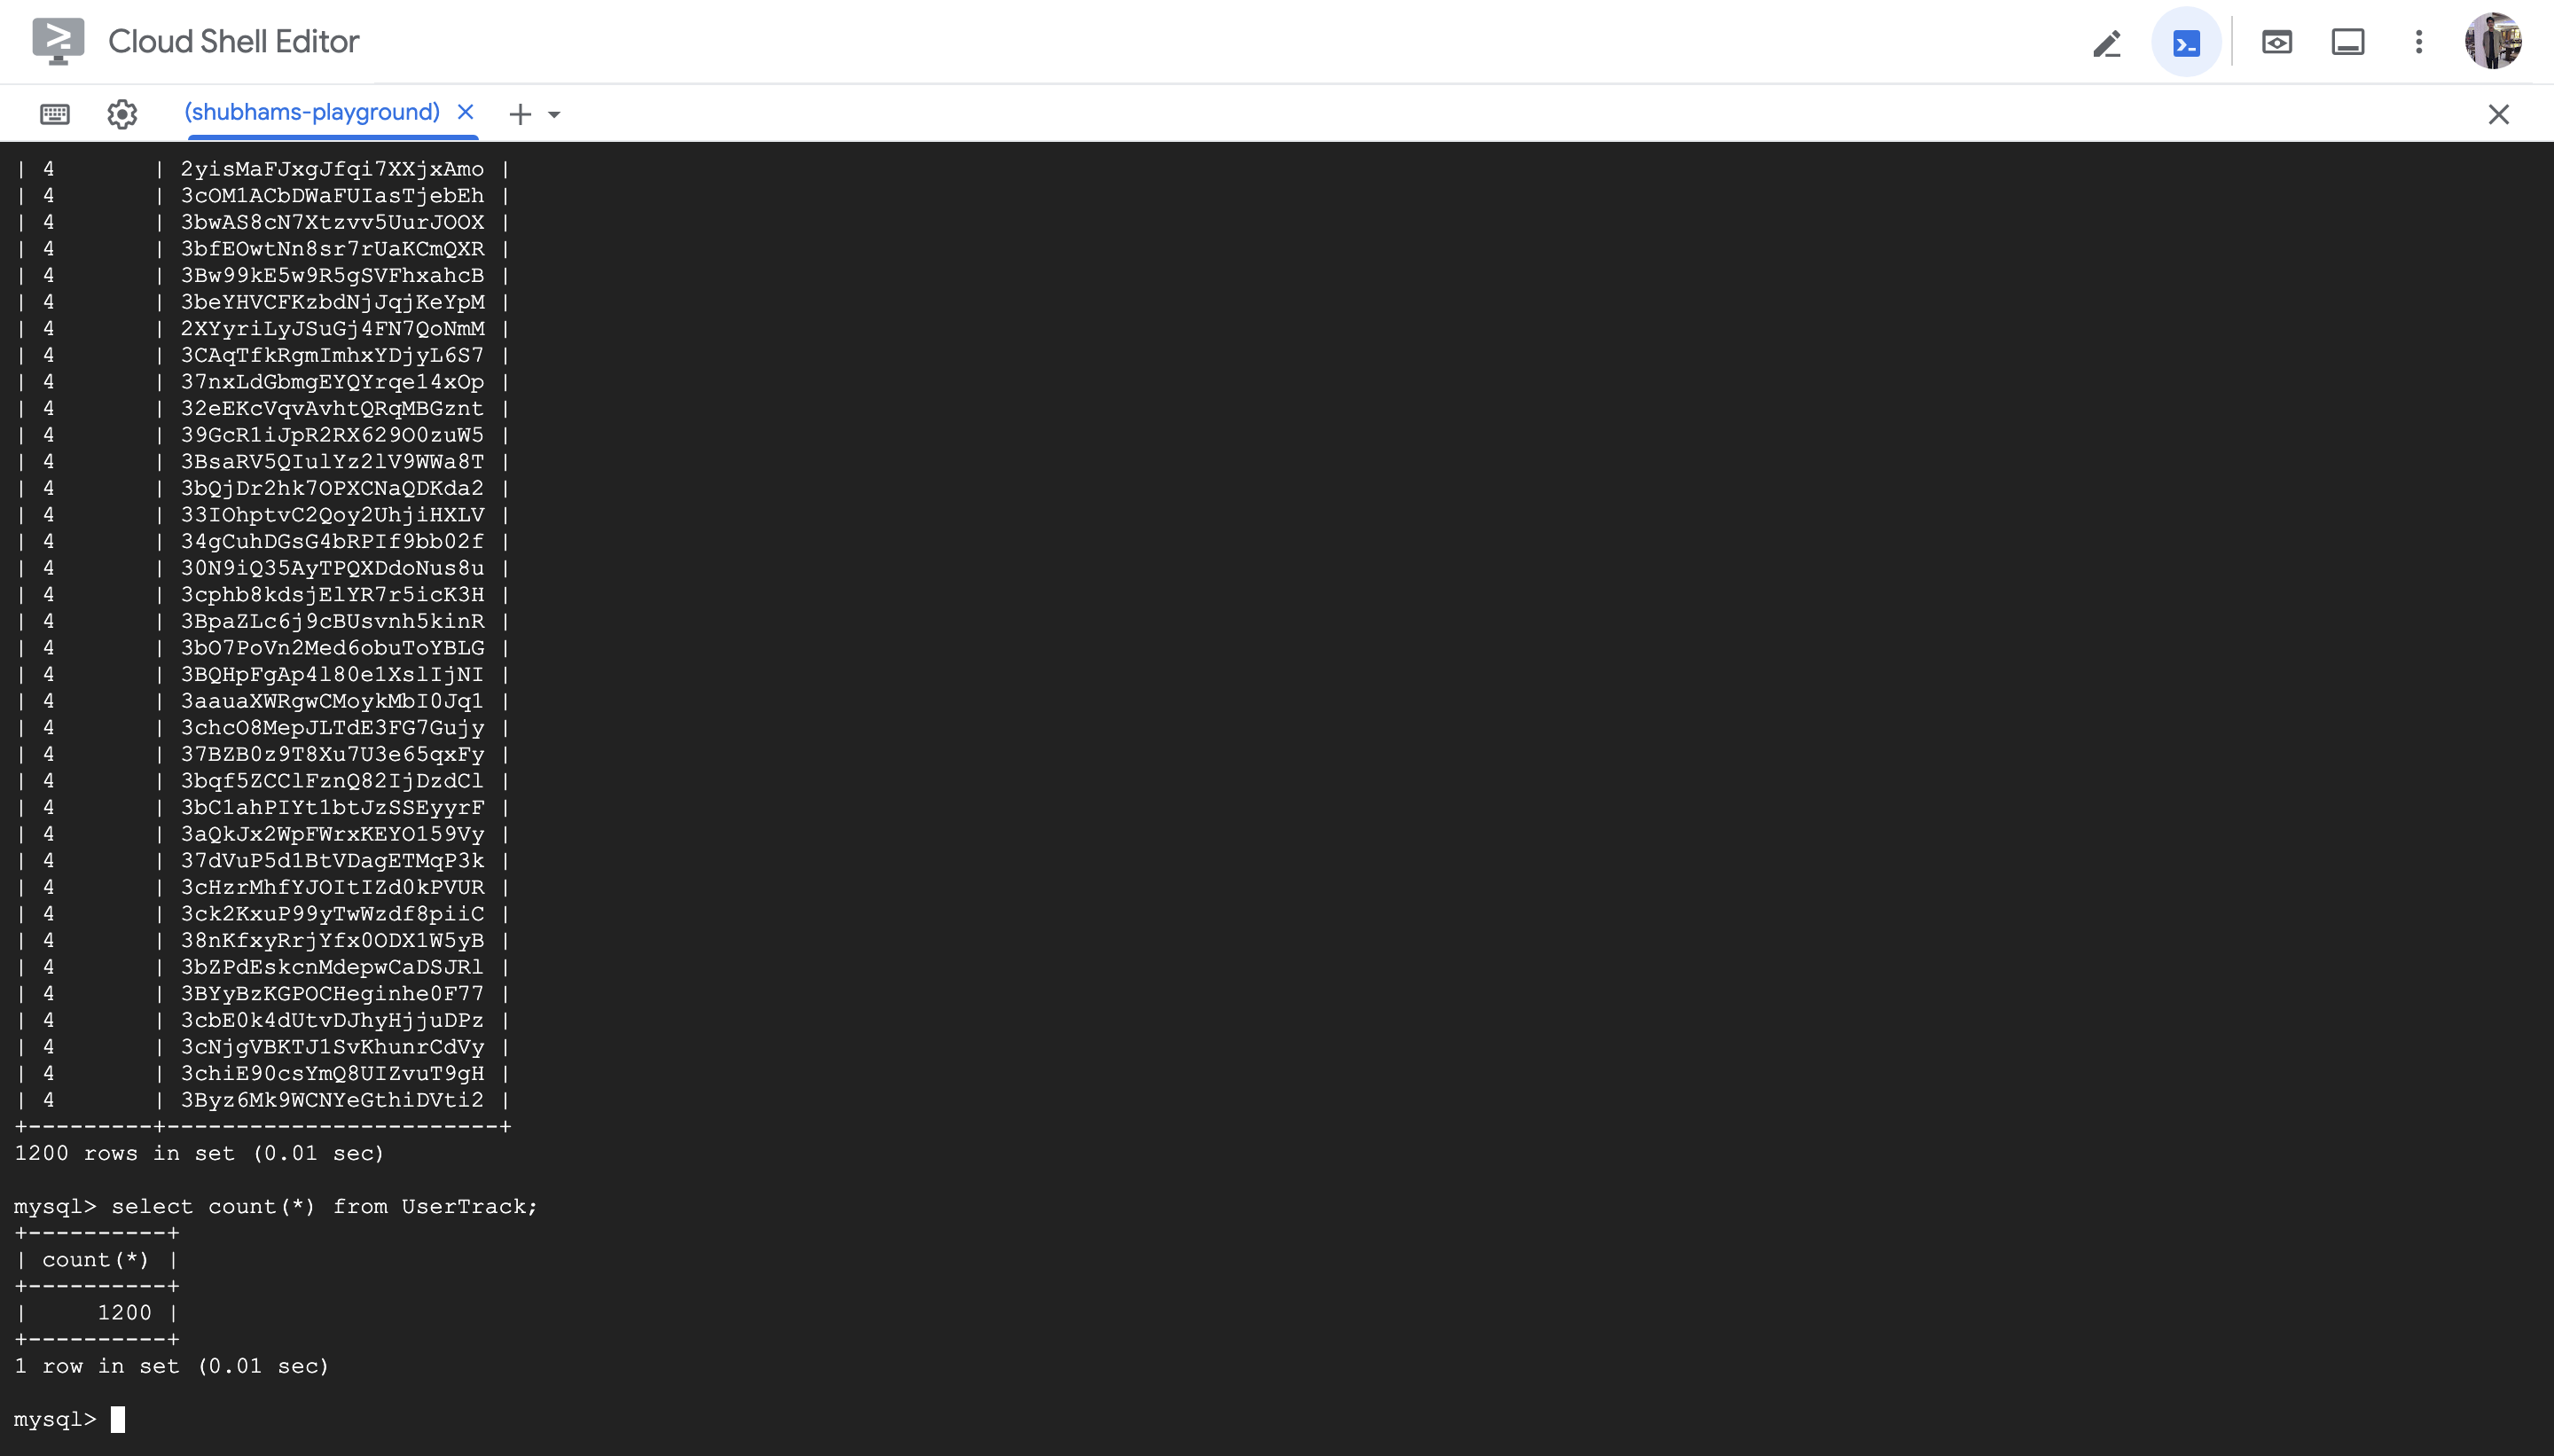 Cloud Shell Editor
(shubhams-playground)
| 4 | 2yisMaFJxgJfqi7XXjxAmo |
| 4 | 3cOM1ACbDWaFUIasTjebEh |
| 4 | 3bwAS8cN7Xtzvv5UurJOOX |
| 4 | 3bfEOwtNn8sr7rUaKCmQXR |
| 4 | 3Bw99kE5w9R5gSVFhxahcB |
| 4 | 3beYHVCFKzbdNjJqjKeYpM |
| 4 | 2XYyriLyJSuGj4FN7QoNmM |
| 4 | 3CAqTfkRgmImhxYDjyL6S7 |
| 4 | 37nxLdGbmgEYQYrqe14xOp |
| 4 | 32eEKcVqvAvhtQRqMBGznt |
| 4 | 39GcR1iJpR2RX629O0zuW5 |
| 4 | 3BsaRV5QIulYz2lV9WWa8T |
| 4 | 3bQjDr2hk7OPXCNaQDKda2 |
| 4 | 33IOhptvC2Qoy2UhjiHXLV |
| 4 | 34gCuhDGsG4bRPIf9bb02f |
| 4 | 30N9iQ35AyTPQXDdoNus8u |
| 4 | 3cphb8kdsjElYR7r5icK3H |
| 4 | 3BpaZLc6j9cBUsvnh5kinR |
| 4 | 3bO7PoVn2Med6obuToYBLG |
| 4 | 3BQHpFgAp4l80e1XslIjNI |
| 4 | 3aauaXWRgwCMoykMbI0Jq1 |
| 4 | 3chcO8MepJLTdE3FG7Gujy |
| 4 | 37BZB0z9T8Xu7U3e65qxFy |
| 4 | 3bqf5ZCClFznQ82IjDzdCl |
| 4 | 3bC1ahPIYt1btJzSSEyyrF |
| 4 | 3aQkJx2WpFWrxKEYO159Vy |
| 4 | 37dVuP5d1BtVDagETMqP3k |
| 4 | 3cHzrMhfYJOItIZd0kPVUR |
| 4 | 3ck2KxuP99yTwWzdf8piiC |
| 4 | 38nKfxyRrjYfx0ODX1W5yB |
| 4 | 3bZPdEskcnMdepwCaDSJRl |
| 4 | 3BYyBzKGPOCHeginhe0F77 |
| 4 | 3cbE0k4dUtvDJhyHjjuDPz |
| 4 | 3cNjgVBKTJ1SvKhunrCdVy |
| 4 | 3chiE90csYmQ8UIZvuT9gH |
| 4 | 3Byz6Mk9WCNYeGthiDVti2 |
+---------+------------------------+
1200 rows in set (0.01 sec)
mysql> select count(*) from UserTrack;
+----------+
| count(*) |
+----------+
| 1200 |
+----------+
1 row in set (0.01 sec)
mysql>